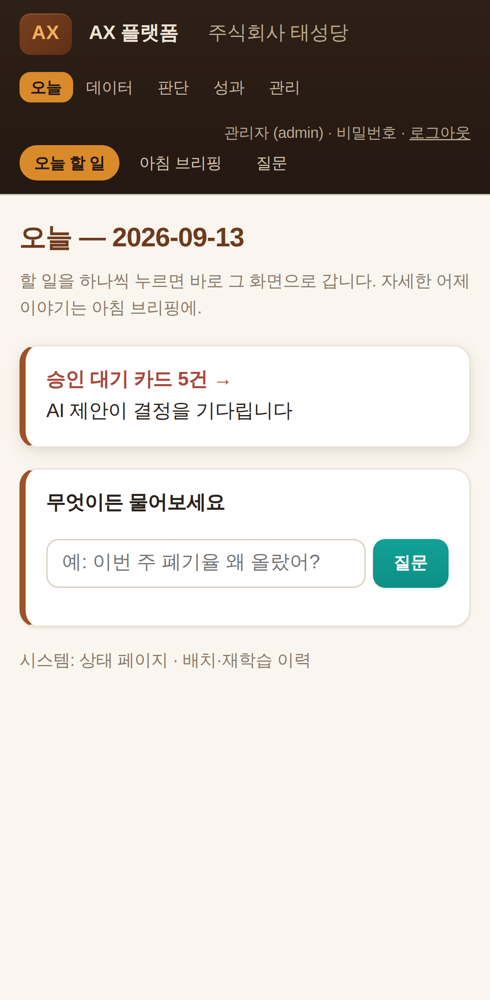 AX AX 플랫폼 주식회사 태성당
오늘 데이터 판단 성과 관리
관리자 (admin) · 비밀번호 · 로그아웃
오늘 할 일 아침 브리핑 질문
오늘 — 2026-09-13
할 일을 하나씩 누르면 바로 그 화면으로 갑니다. 자세한 어제
이야기는 아침 브리핑에.
승인 대기 카드 5건 →
AI 제안이 결정을 기다립니다
무엇이든 물어보세요
예: 이번 주 폐기율 왜 올랐어? 질문
시스템: 상태 페이지 · 배치·재학습 이력